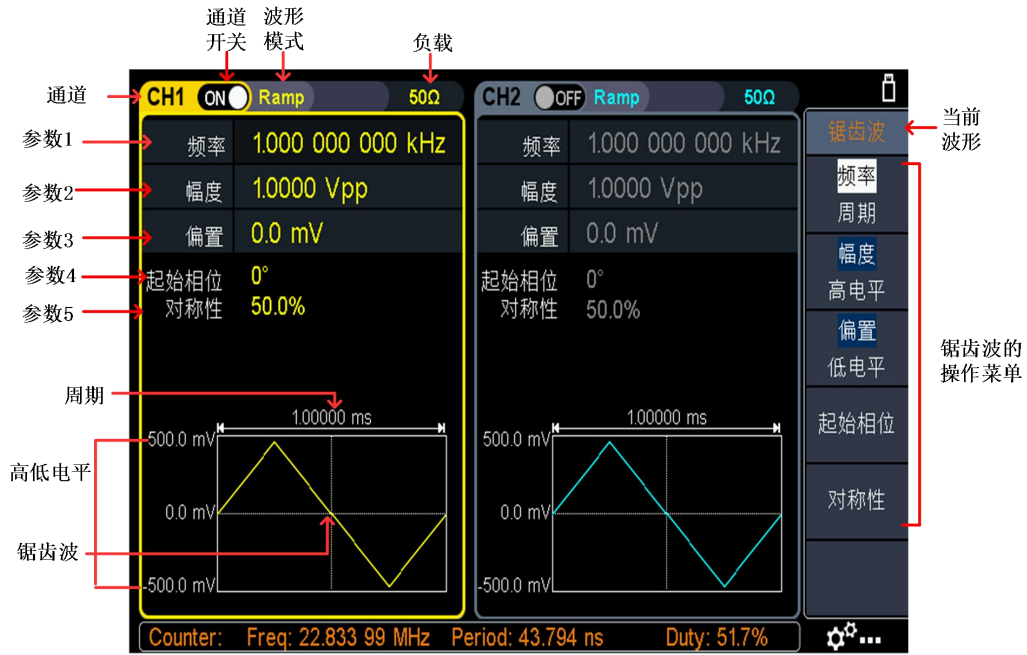 通道
开关
波形
模式
负载
通道
CH1 ON Ramp 50Ω
CH2 OFF Ramp 50Ω
当前
波形
锯齿波
参数1
频率 1.000 000 000 kHz
频率 1.000 000 000 kHz
频率
周期
参数2
幅度 1.0000 Vpp
幅度 1.0000 Vpp
幅度
高电平
参数3
偏置 0.0 mV
偏置 0.0 mV
偏置
低电平
参数4
起始相位 0°
起始相位 0°
参数5
对称性 50.0%
对称性 50.0%
锯齿波的
操作菜单
起始相位
对称性
周期
1.00000 ms
1.00000 ms
500.0 mV
500.0 mV
高低电平
0.0 mV
0.0 mV
锯齿波
-500.0 mV
-500.0 mV
Counter: Freq: 22.833 99 MHz Period: 43.794 ns Duty: 51.7%